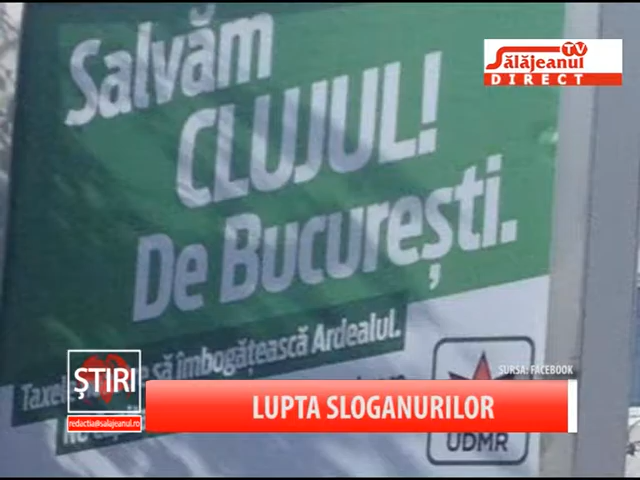 Salvăm
CLUJUL!
De București.
să îmbogățească Ardealul.
Sălăjeanul TV
DIRECT
SURSA: FACEBOOK
ȘTIRI
LUPTA SLOGANURILOR
redactia@salajeanul.ro
UDMR